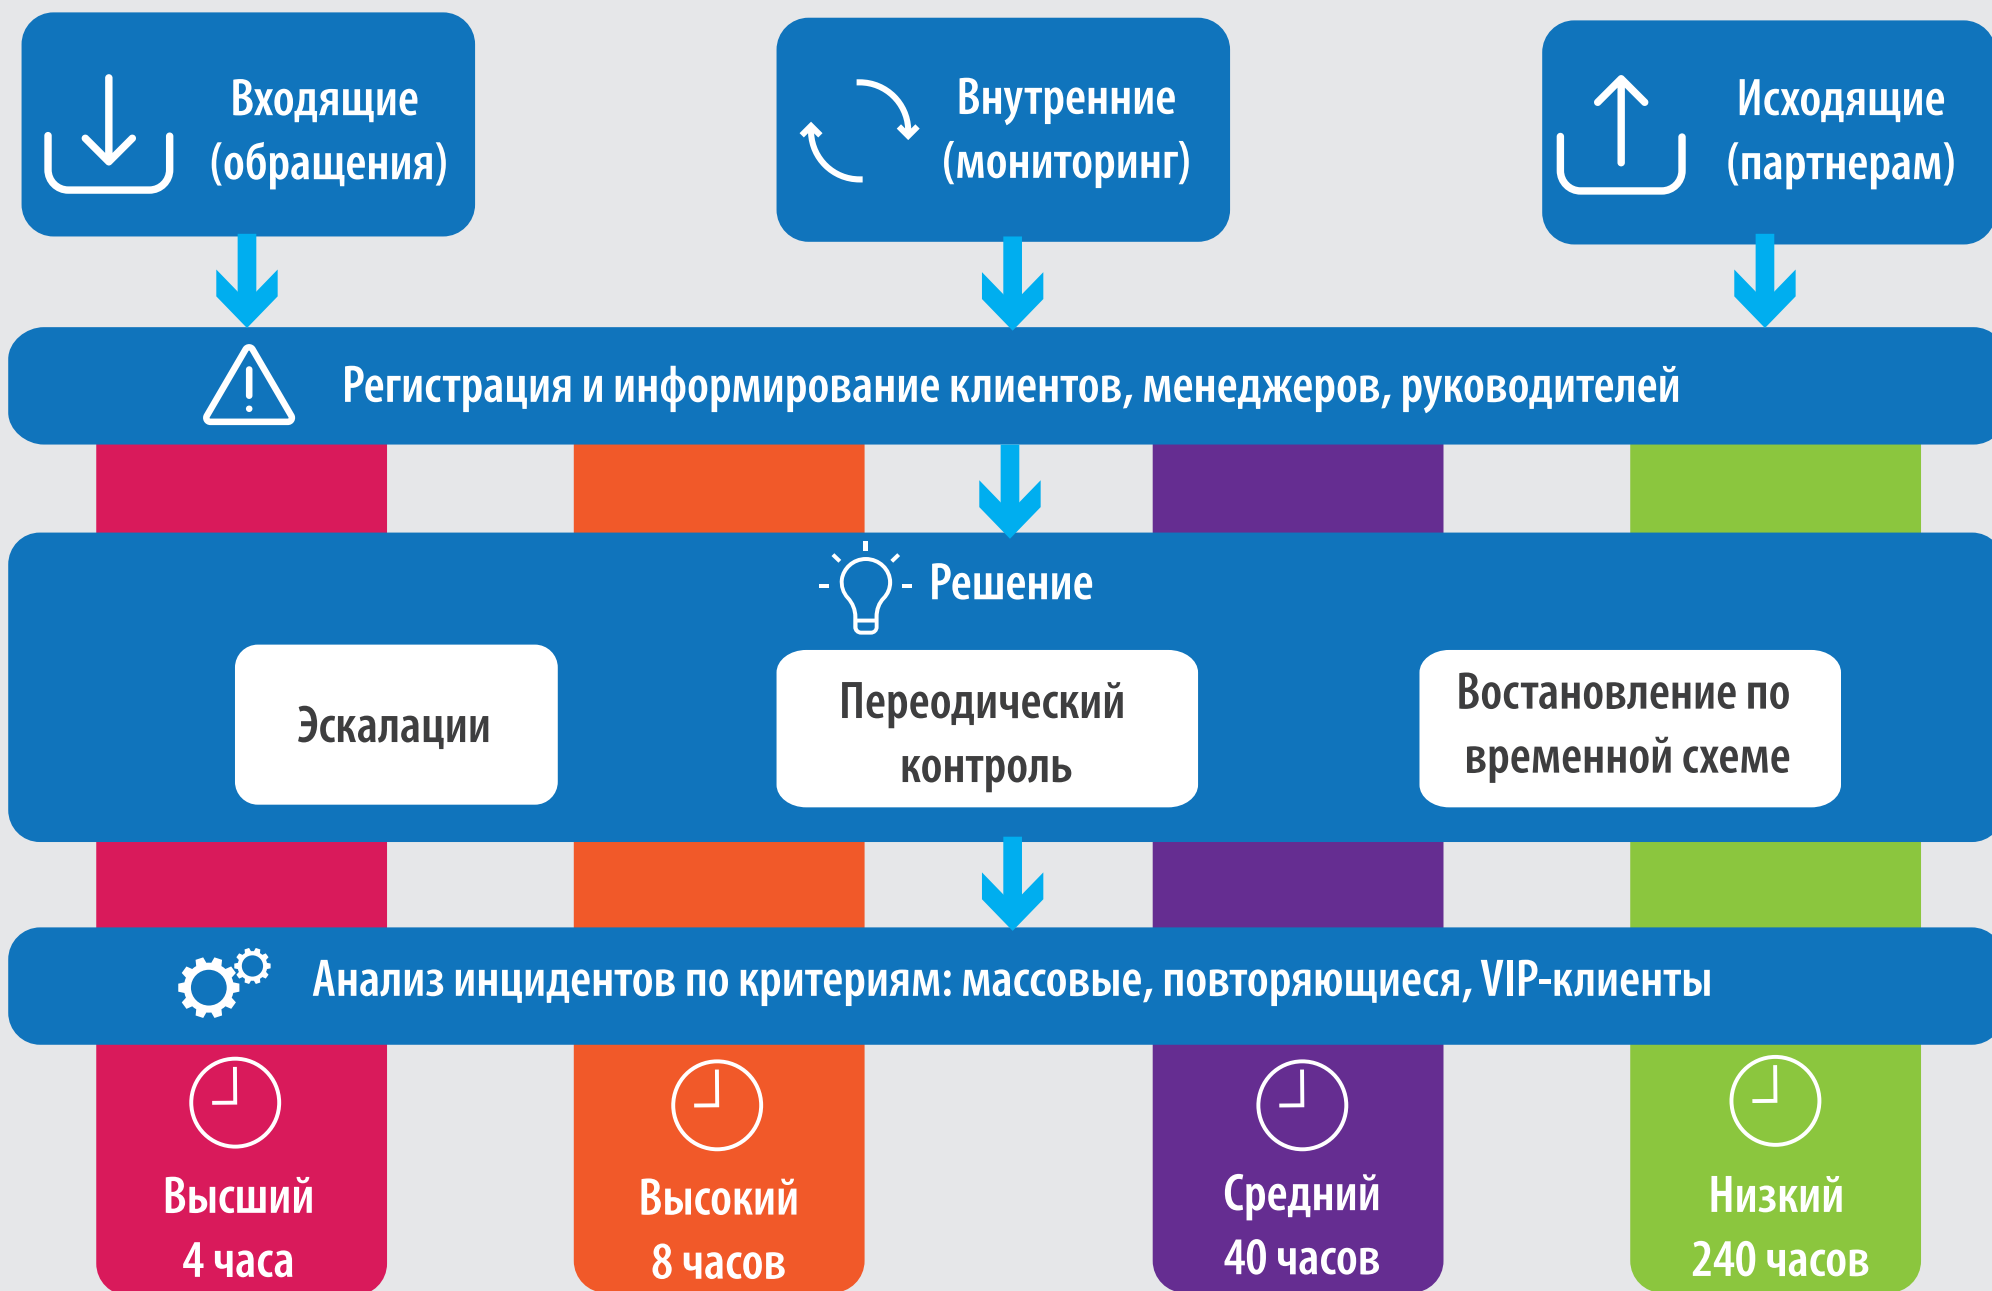 Входящие
(обращения)
Внутренние
(мониторинг)
Исходящие
(партнерам)
Регистрация и информирование клиентов, менеджеров, руководителей
Решение
Эскалации
Переодический
контроль
Востановление по
временной схеме
Анализ инцидентов по критериям: массовые, повторяющиеся, VIP-клиенты
Высший
4 часа
Высокий
8 часов
Средний
40 часов
Низкий
240 часов